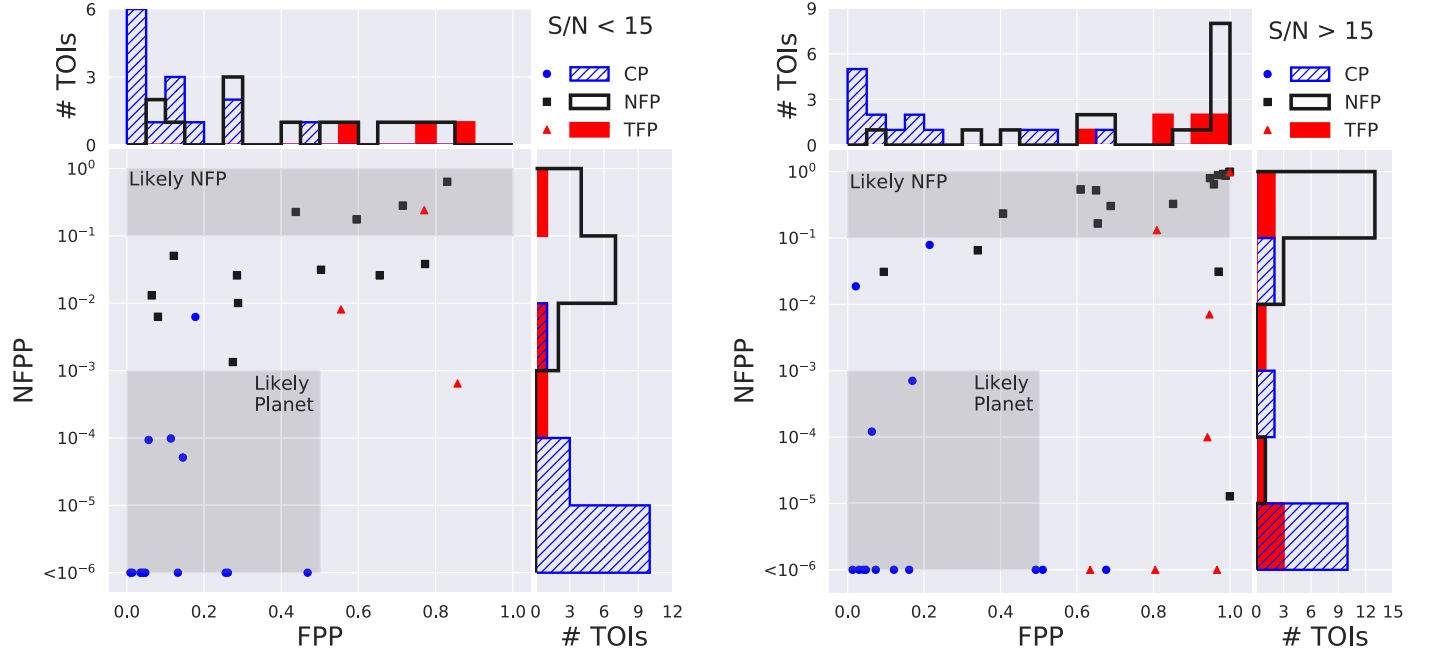 6
3
0
# TOIs
S/N < 15
CP
NFP
TFP
10⁰
10⁻¹
10⁻²
10⁻³
10⁻⁴
10⁻⁵
<10⁻⁶
NFPP
Likely NFP
Likely
Planet
0.0 0.2 0.4 0.6 0.8 1.0
FPP
0 3 6 9 12
# TOIs
9
6
3
0
# TOIs
S/N > 15
CP
NFP
TFP
10⁰
10⁻¹
10⁻²
10⁻³
10⁻⁴
10⁻⁵
<10⁻⁶
NFPP
Likely NFP
Likely
Planet
0.0 0.2 0.4 0.6 0.8 1.0
FPP
0 3 6 9 12 15
# TOIs